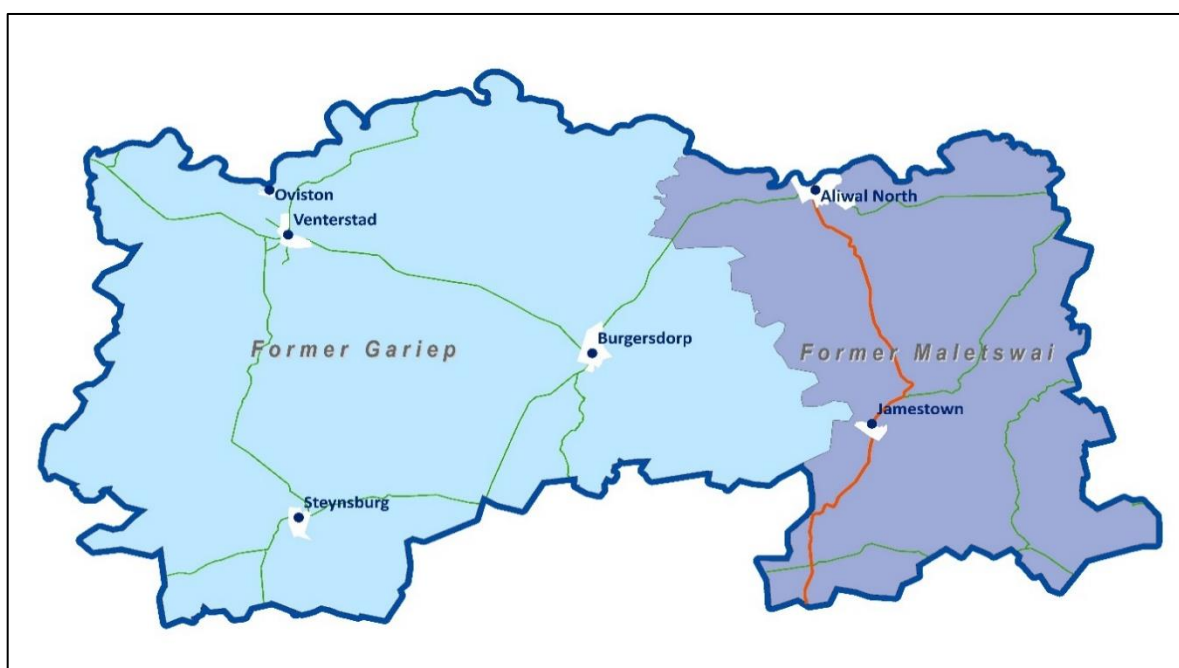 Oviston
Venterstad
Aliwal North
Former Gariep
Burgersdorp
Former Maletswai
Jamestown
Steynsburg